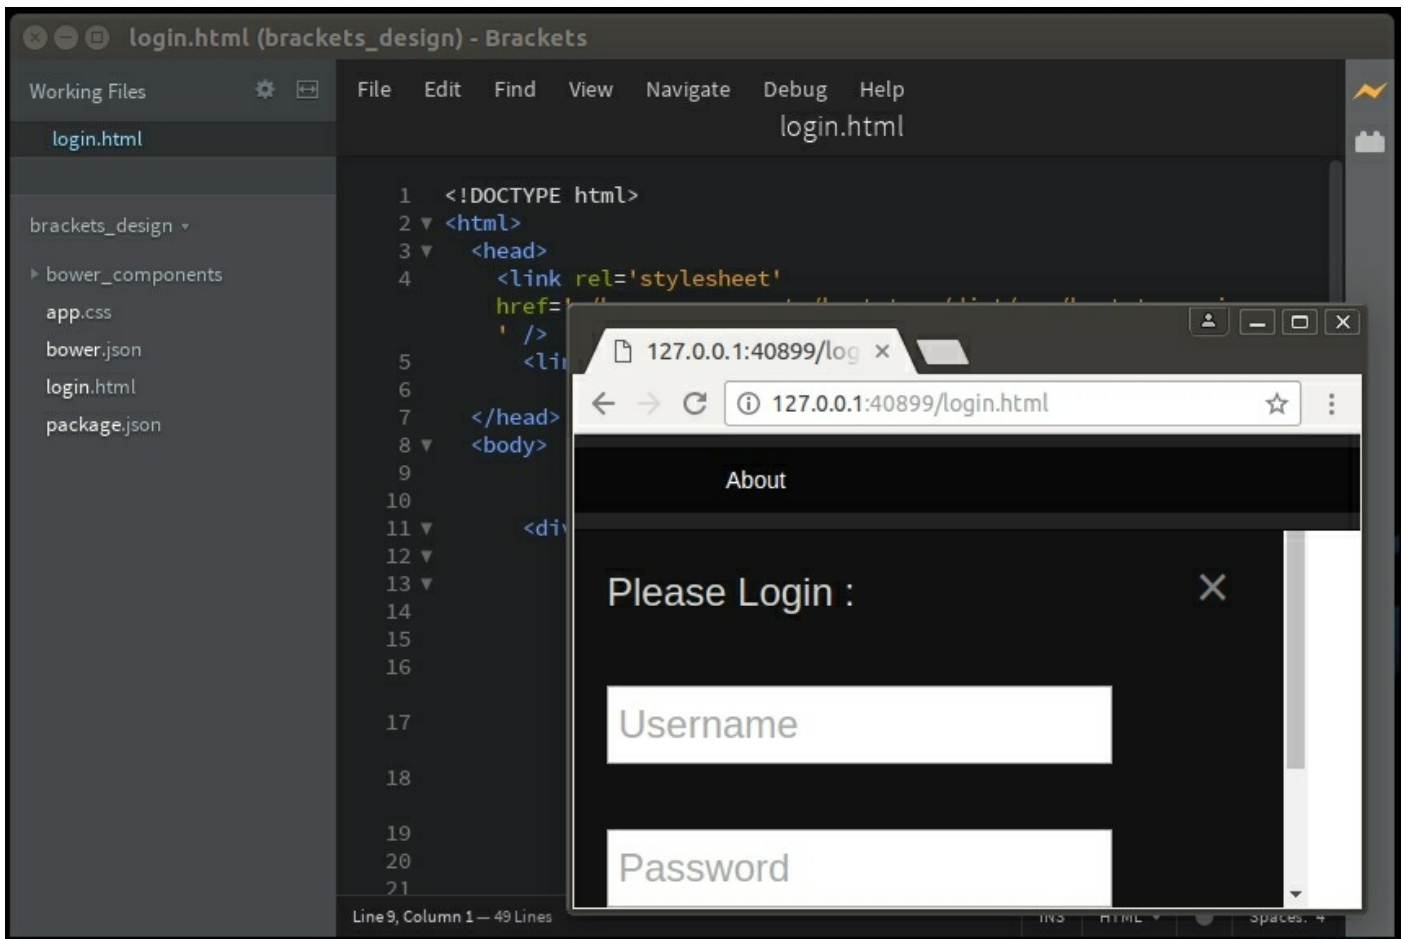 login.html (brackets_design) - Brackets
Working Files
login.html
brackets_design
bower_components
app.css
bower.json
login.html
package.json
File Edit Find View Navigate Debug Help
login.html
1 <!DOCTYPE html>
2 <html>
3 <head>
4 <link rel='stylesheet'
href='
' />
5
6
7 </head>
8 <body>
9
10
11
12
13
14
15
16
17
18
19
20
21
Line 9, Column 1 — 49 Lines
INS HTML Spaces: 4
127.0.0.1:40899/log
127.0.0.1:40899/login.html
About
Please Login :
Username
Password